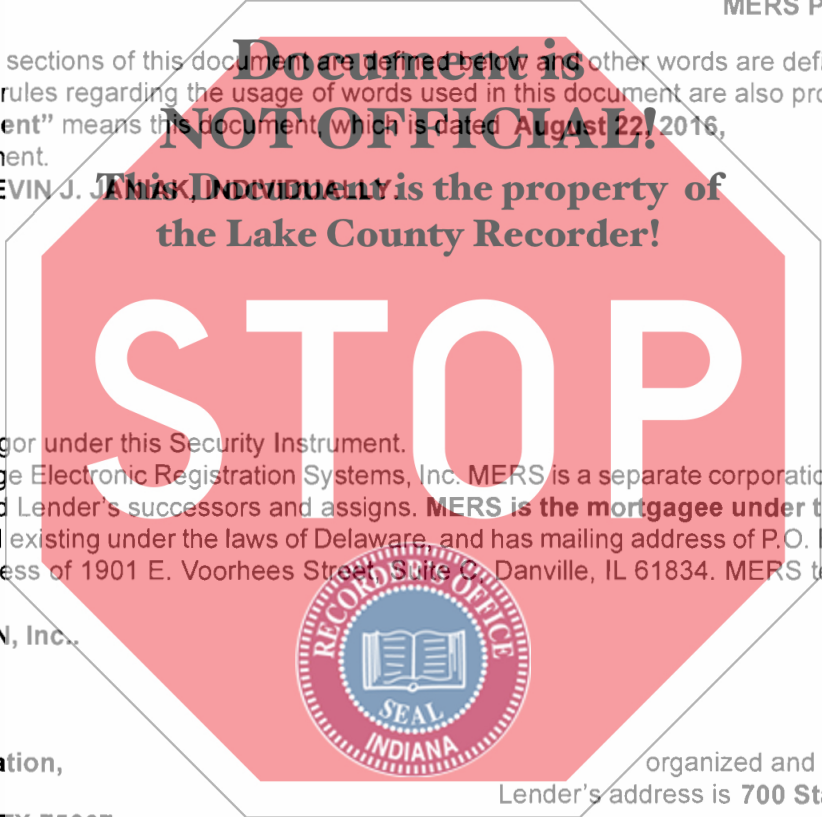 MERS P
sections of this document are defined below and other words are defi
rules regarding the usage of words used in this document are also pro
ent" means this document, which is dated August 22, 2016,
ent.
EVIN J. JANIAK, INDIVIDUALLY.
Document is
NOT OFFICIAL!
This Document is the property of
the Lake County Recorder!
STOP
gor under this Security Instrument.
ge Electronic Registration Systems, Inc. MERS is a separate corporatio
d Lender's successors and assigns. MERS is the mortgagee under t
existing under the laws of Delaware, and has mailing address of P.O.
ess of 1901 E. Voorhees Street, Suite C, Danville, IL 61834. MERS te
N, Inc..
RECORDER'S OFFICE
SEAL
INDIANA
ation,
organized and
Lender's address is 700 Sta